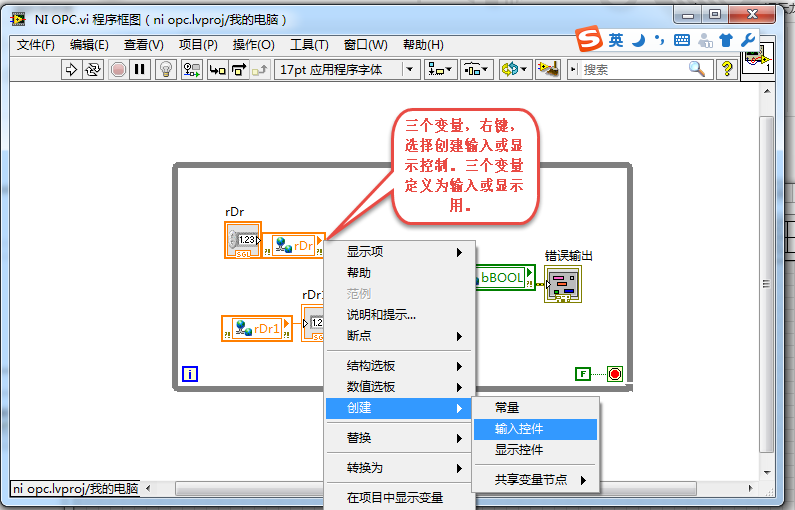 NI OPC.vi 程序框图（ni opc.lvproj/我的电脑）
文件(F) 编辑(E) 查看(V) 项目(P) 操作(O) 工具(T) 窗口(W) 帮助(H)
英
17pt 应用程序字体
搜索
1
三个变量，右键，
选择创建输入或显
示控制。三个变量
定义为输入或显示
用。
rDr
1.23
SGL
rDr
错误输出
bBOOL
rDr1
1.2
SG
rDr1
i
F
显示项
帮助
范例
说明和提示...
断点
结构选板
数值选板
创建
替换
转换为
在项目中显示变量
常量
输入控件
显示控件
共享变量节点
ni opc.lvproj/我的电脑